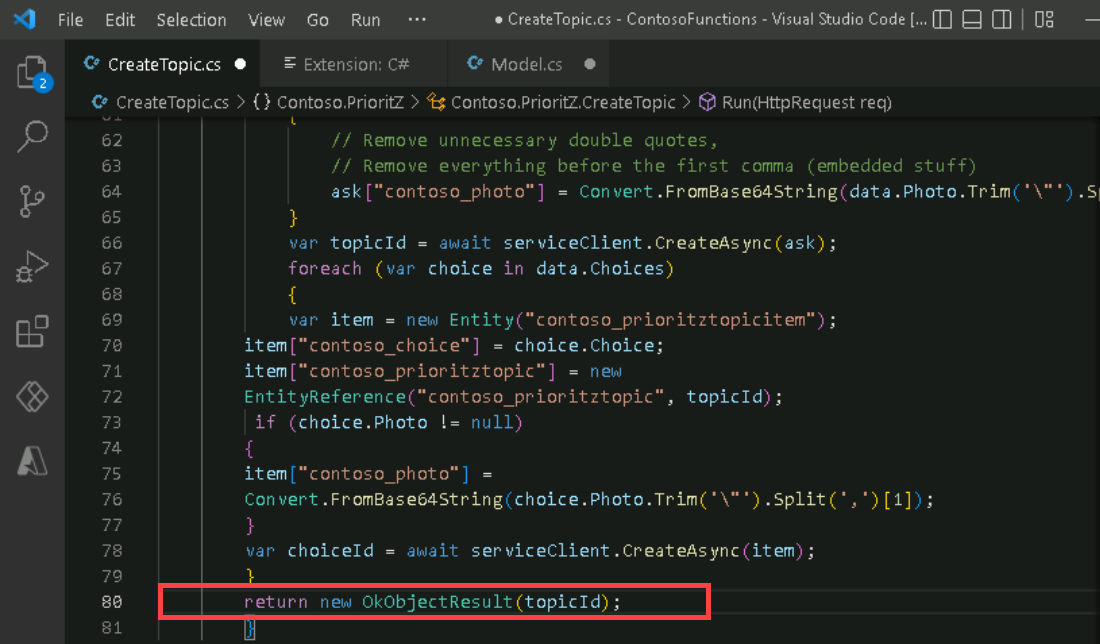 File Edit Selection View Go Run ··· ● CreateTopic.cs - ContosoFunctions - Visual Studio Code [...
2 CreateTopic.cs ● Extension: C# Model.cs ●
CreateTopic.cs > {} Contoso.PrioritZ > Contoso.PrioritZ.CreateTopic > Run(HttpRequest req)
61 {
62 // Remove unnecessary double quotes,
63 // Remove everything before the first comma (embedded stuff)
64 ask["contoso_photo"] = Convert.FromBase64String(data.Photo.Trim('\"').Sp
65 }
66 var topicId = await serviceClient.CreateAsync(ask);
67 foreach (var choice in data.Choices)
68 {
69 var item = new Entity("contoso_prioritztopicitem");
70 item["contoso_choice"] = choice.Choice;
71 item["contoso_prioritztopic"] = new
72 EntityReference("contoso_prioritztopic", topicId);
73 if (choice.Photo != null)
74 {
75 item["contoso_photo"] =
76 Convert.FromBase64String(choice.Photo.Trim('\"').Split(',')[1]);
77 }
78 var choiceId = await serviceClient.CreateAsync(item);
79 }
80 return new OkObjectResult(topicId);
81 }